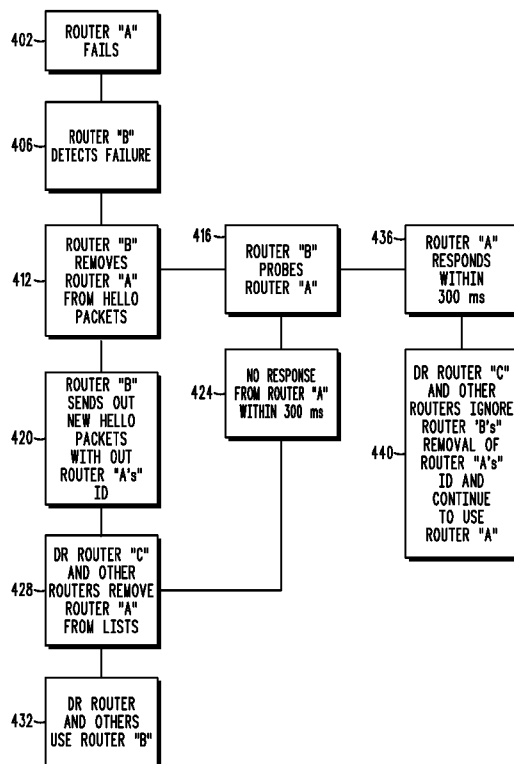 402
ROUTER "A"
FAILS
406
ROUTER "B"
DETECTS FAILURE
412
ROUTER "B"
REMOVES
ROUTER "A"
FROM HELLO
PACKETS
416
ROUTER "B"
PROBES
ROUTER "A"
436
ROUTER "A"
RESPONDS
WITHIN
300 ms
420
ROUTER "B"
SENDS OUT
NEW HELLO
PACKETS
WITH OUT
ROUTER "A's"
ID
424
NO RESPONSE
FROM ROUTER "A"
WITHIN 300 ms
440
DR ROUTER "C"
AND OTHER
ROUTERS IGNORE
ROUTER 'B's"
REMOVAL OF
ROUTER "A's"
ID AND
CONTINUE
TO USE
ROUTER "A"
428
DR ROUTER "C"
AND OTHER
ROUTERS REMOVE
ROUTER "A"
FROM LISTS
432
DR ROUTER
AND OTHERS
USE ROUTER "B"